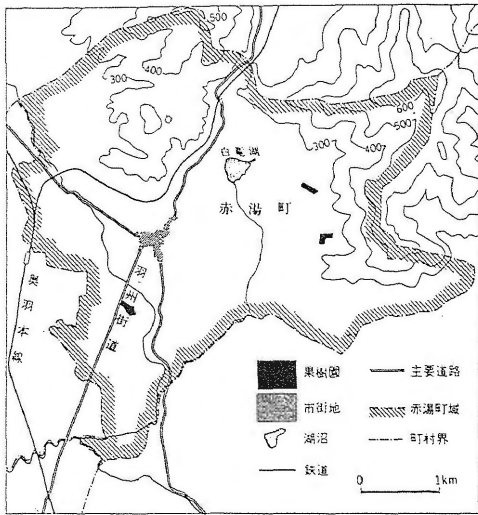 500
400
300
600
500
400
300
白竜湖
赤湯町
羽州街道
奥羽本線
果樹園
市街地
湖沼
鉄道
主要道路
赤湯町域
町村界
0 1km